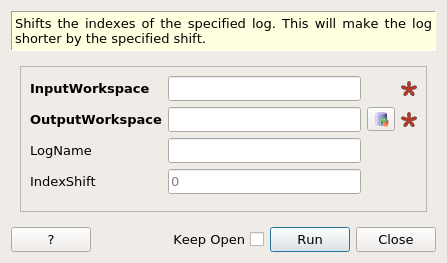 Shifts the indexes of the specified log. This will make the log
shorter by the specified shift.
InputWorkspace
OutputWorkspace
LogName
IndexShift 0
? Keep Open Run Close